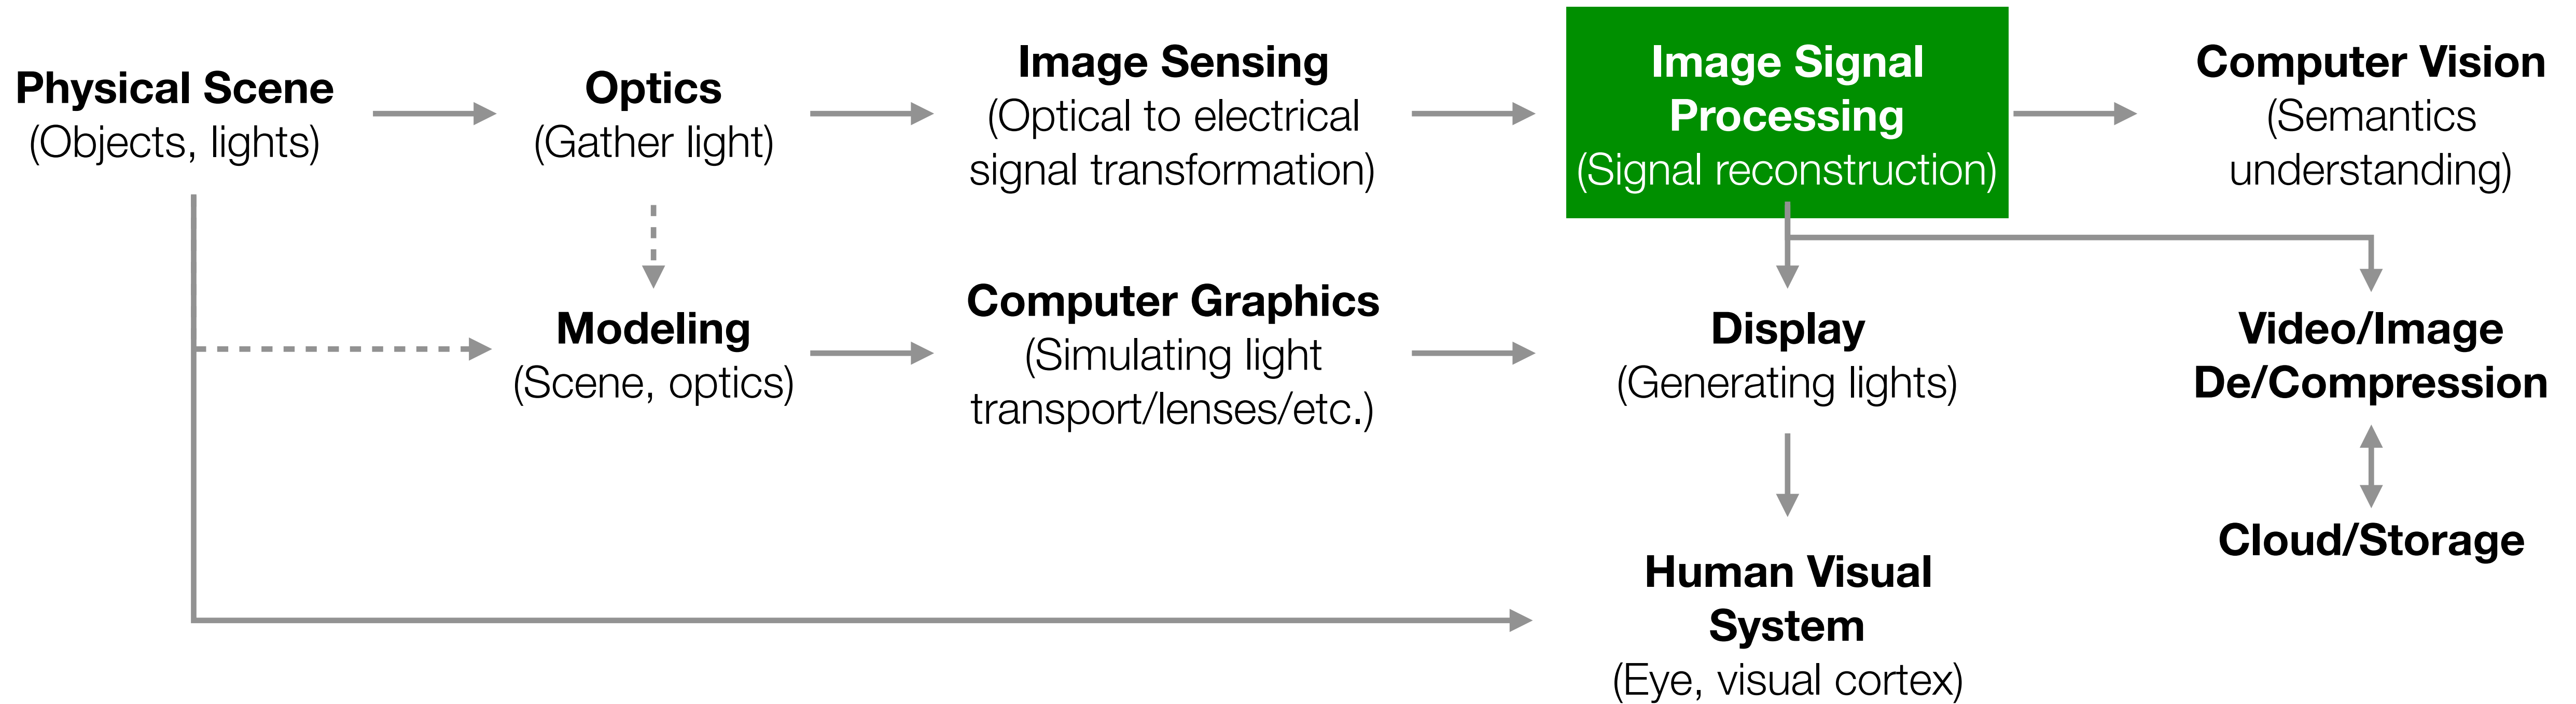 Physical Scene
(Objects, lights)
Optics
(Gather light)
Image Sensing
(Optical to electrical
signal transformation)
Image Signal
Processing
(Signal reconstruction)
Computer Vision
(Semantics
understanding)
Modeling
(Scene, optics)
Computer Graphics
(Simulating light
transport/lenses/etc.)
Display
(Generating lights)
Video/Image
De/Compression
Human Visual
System
(Eye, visual cortex)
Cloud/Storage